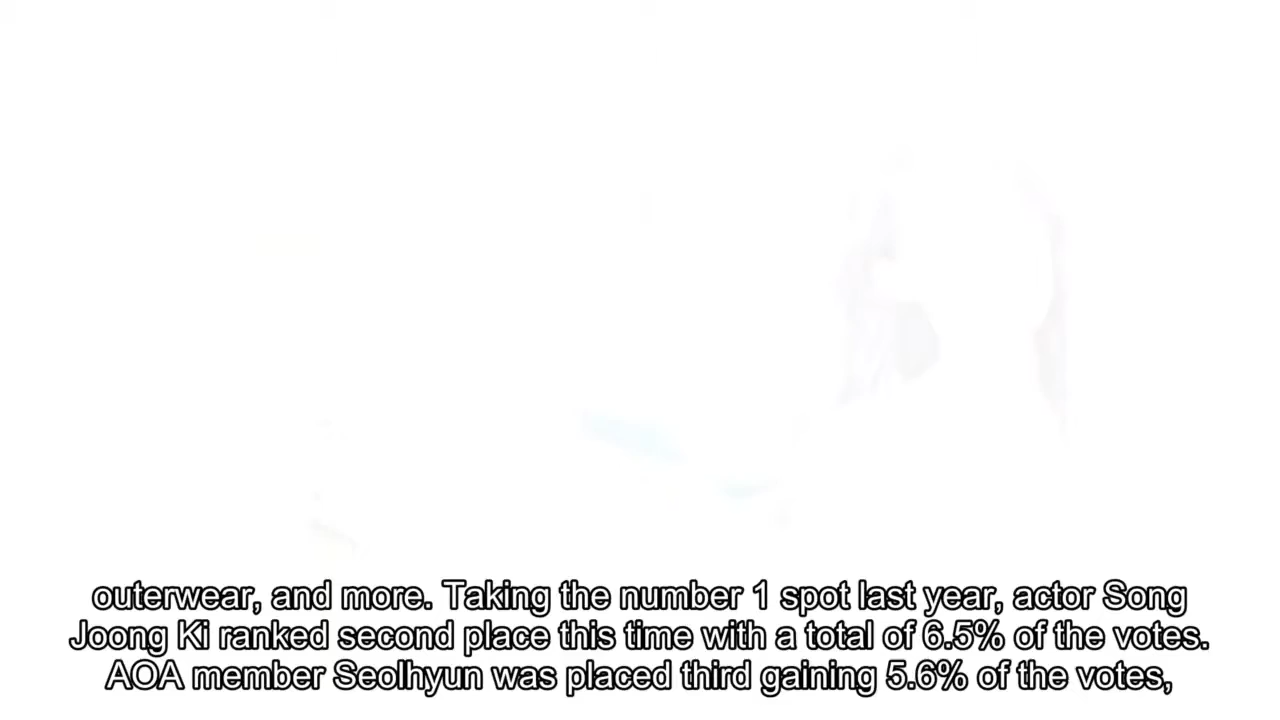 outerwear, and more. Taking the number 1 spot last year, actor Song
Joong Ki ranked second place this time with a total of 6.5% of the votes.
AOA member Seolhyun was placed third gaining 5.6% of the votes,